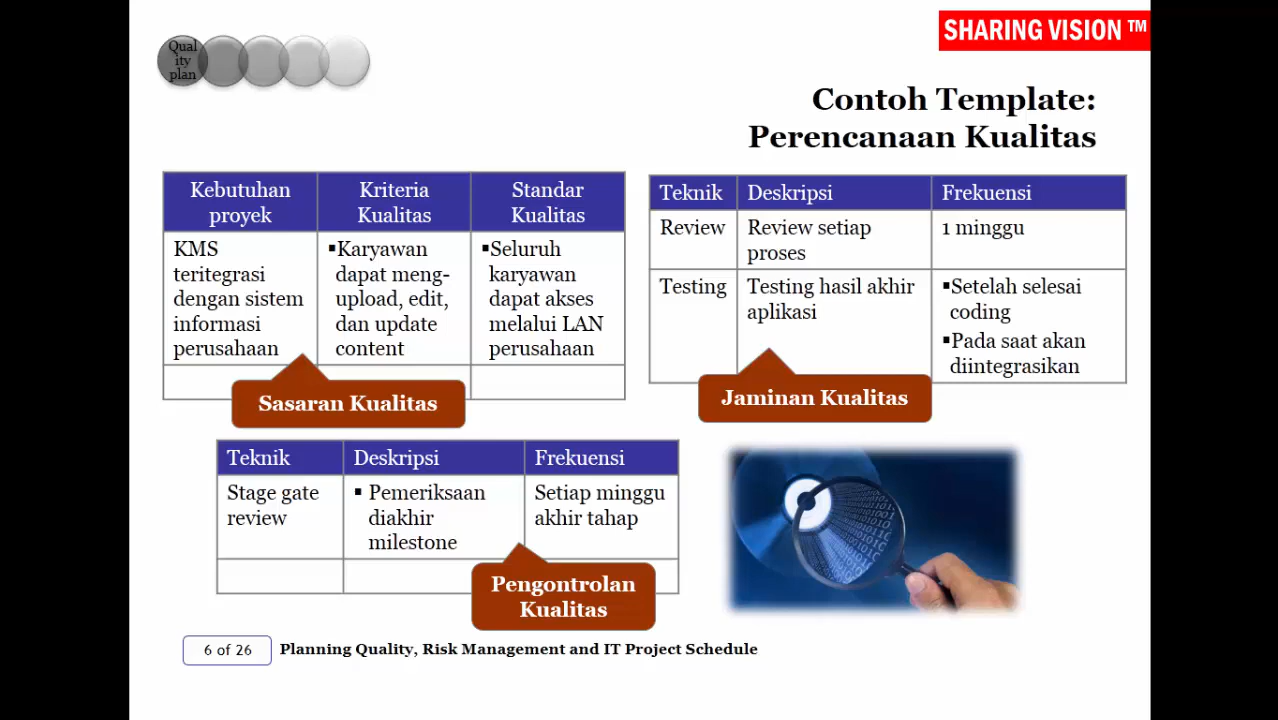 SHARING VISION ™
Qual
ity
plan
Contoh Template:
Perencanaan Kualitas
Kebutuhan
proyek
Kriteria
Kualitas
Standar
Kualitas
KMS
teritegrasi
dengan sistem
informasi
perusahaan
▪Karyawan
dapat meng-
upload, edit,
dan update
content
▪Seluruh
karyawan
dapat akses
melalui LAN
perusahaan
Sasaran Kualitas
Teknik
Deskripsi
Frekuensi
Review
Review setiap
proses
1 minggu
Testing
Testing hasil akhir
aplikasi
▪Setelah selesai
coding
▪Pada saat akan
diintegrasikan
Jaminan Kualitas
Teknik
Deskripsi
Frekuensi
Stage gate
review
▪ Pemeriksaan
diakhir
milestone
Setiap minggu
akhir tahap
Pengontrolan
Kualitas
6 of 26
Planning Quality, Risk Management and IT Project Schedule